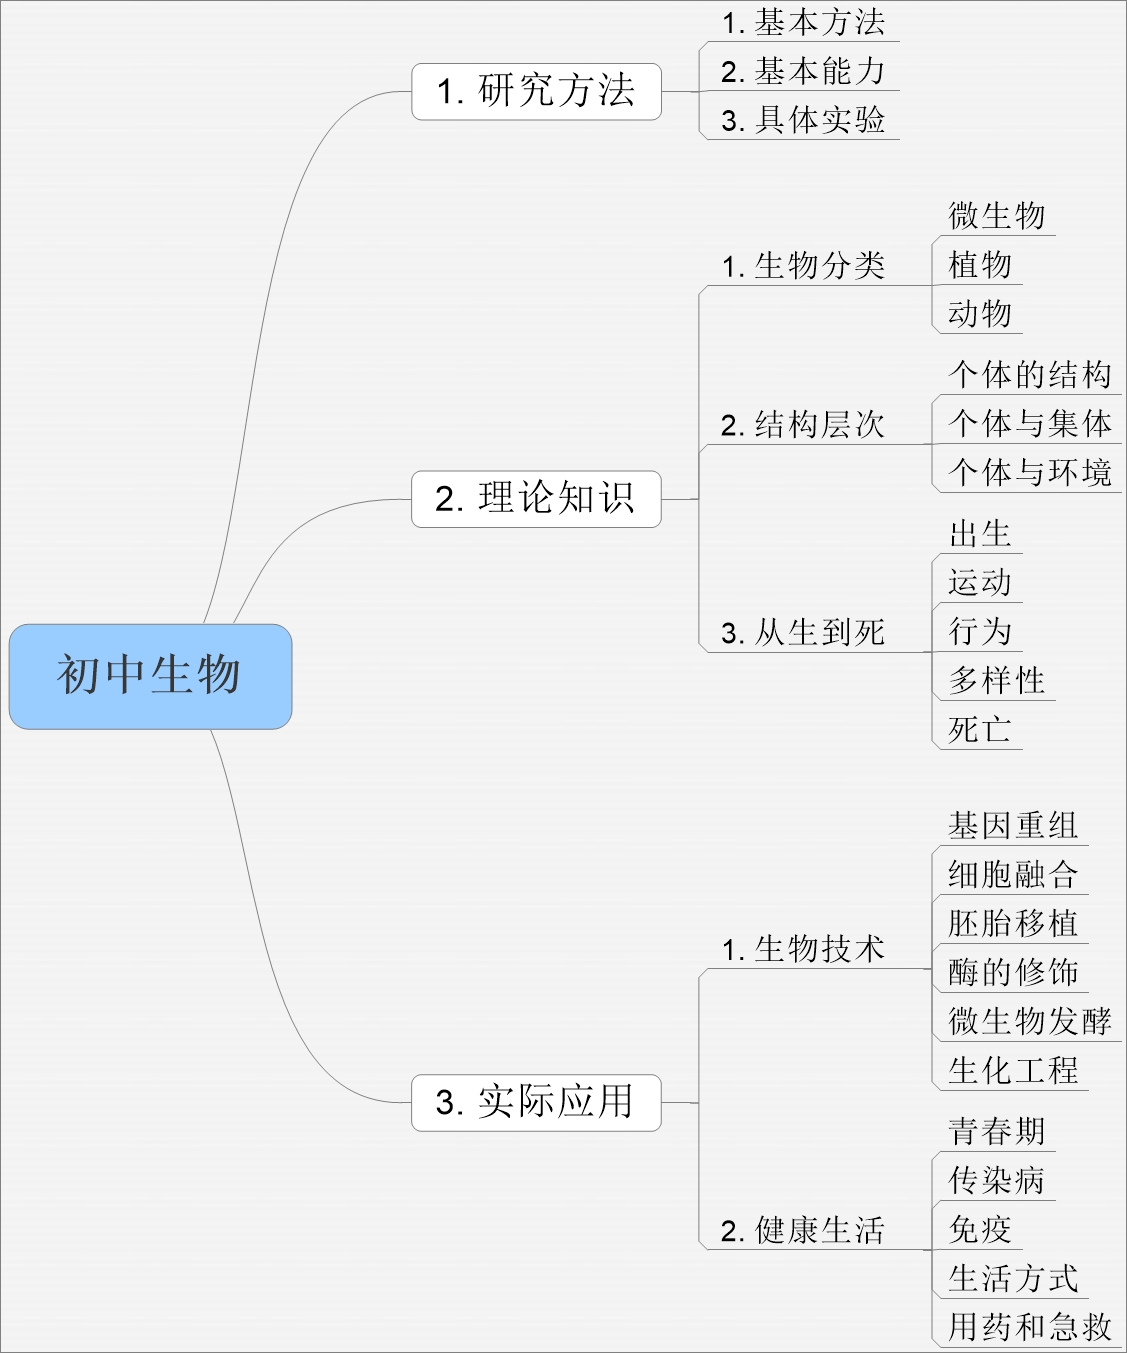 初中生物
1. 研究方法
1. 基本方法
2. 基本能力
3. 具体实验
2. 理论知识
1. 生物分类
微生物
植物
动物
2. 结构层次
个体的结构
个体与集体
个体与环境
3. 从生到死
出生
运动
行为
多样性
死亡
3. 实际应用
1. 生物技术
基因重组
细胞融合
胚胎移植
酶的修饰
微生物发酵
生化工程
2. 健康生活
青春期
传染病
免疫
生活方式
用药和急救